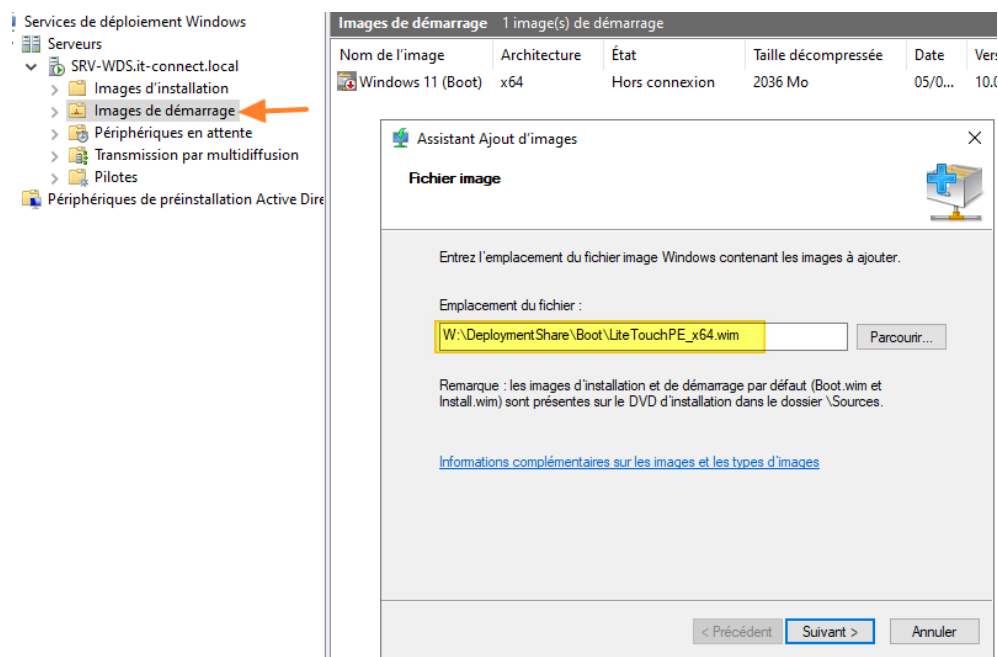 Services de déploiement Windows
Serveurs
SRV-WDS.it-connect.local
Images d'installation
Images de démarrage
Périphériques en attente
Transmission par multidiffusion
Pilotes
Périphériques de préinstallation Active Dire
Images de démarrage 1 image(s) de démarrage
Nom de l'image Architecture État Taille décompressée Date Vers
Windows 11 (Boot) x64 Hors connexion 2036 Mo 05/0... 10.0
Assistant Ajout d'images
Fichier image
Entrez l'emplacement du fichier image Windows contenant les images à ajouter.
Emplacement du fichier :
W:\DeploymentShare\Boot\LiteTouchPE_x64.wim
Parcourir...
Remarque : les images d'installation et de démarrage par défaut (Boot.wim et
Install.wim) sont présentes sur le DVD d'installation dans le dossier \Sources.
Informations complémentaires sur les images et les types d'images
< Précédent Suivant > Annuler